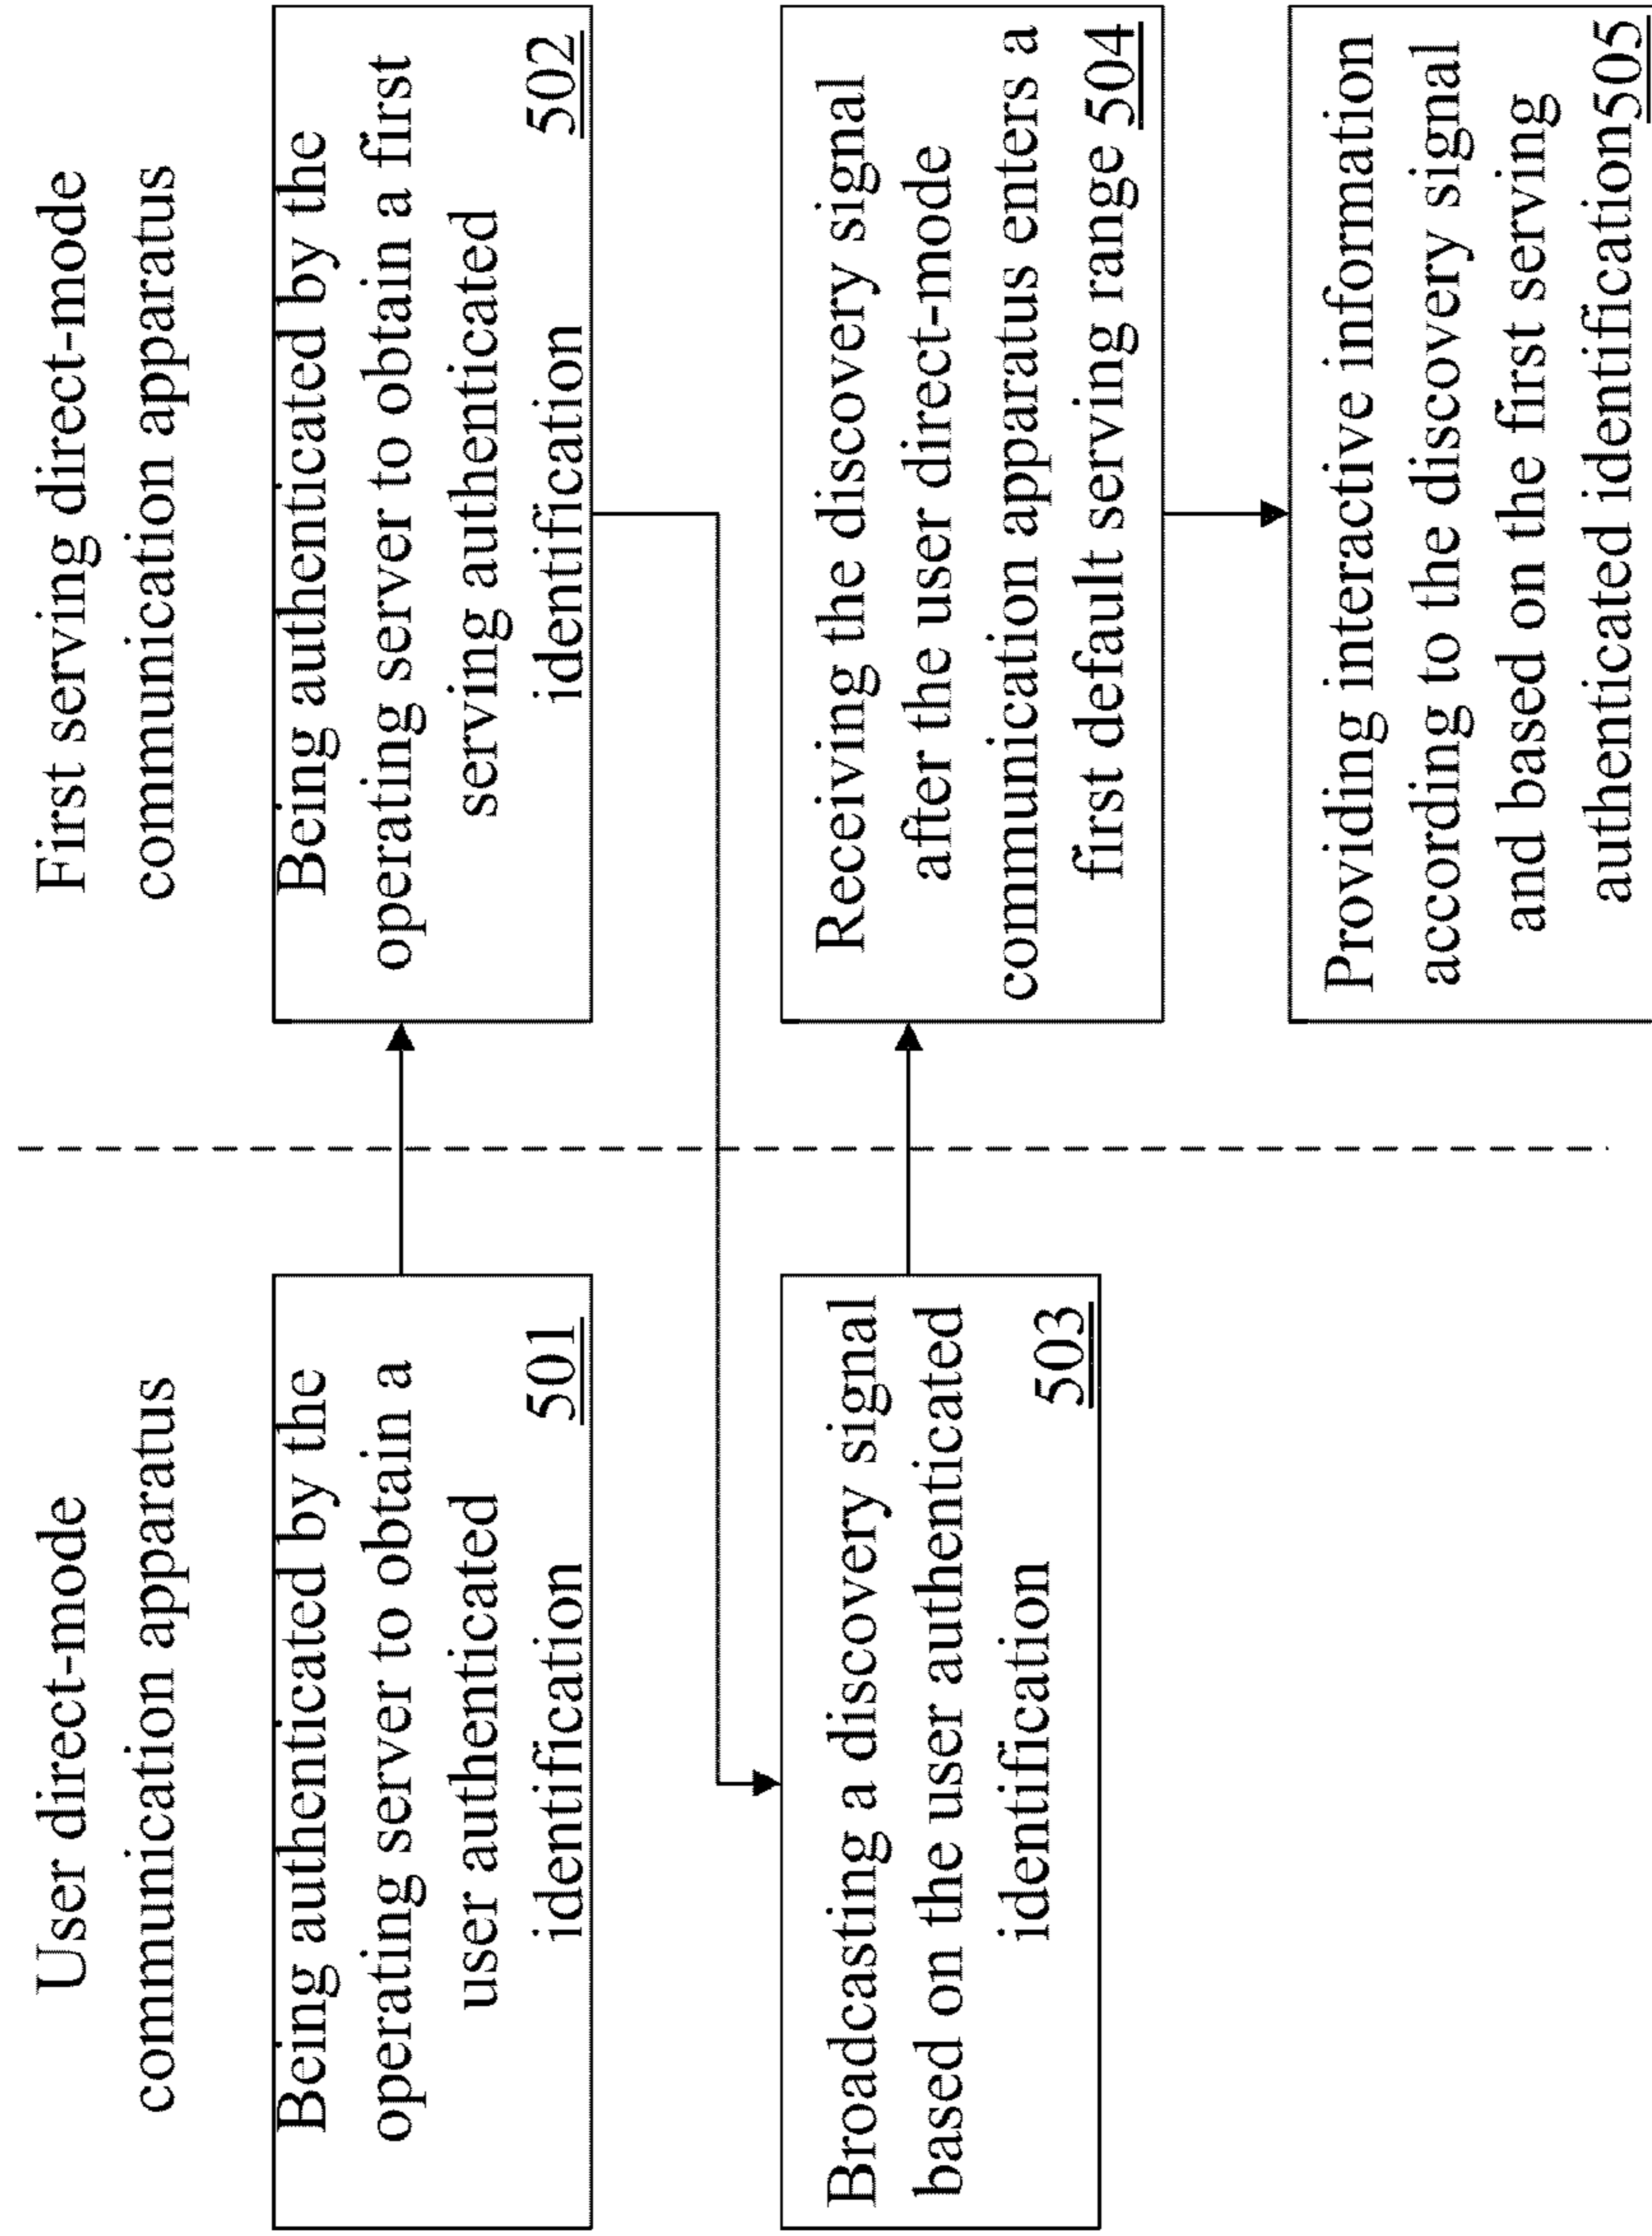 User direct-mode
communication apparatus
First serving direct-mode
communication apparatus
Being authenticated by the
operating server to obtain a
user authenticated
identification
501
Being authenticated by the
operating server to obtain a first
serving authenticated
identification
502
Broadcasting a discovery signal
based on the user authenticated
identification
503
Receiving the discovery signal
after the user direct-mode
communication apparatus enters a
first default serving range 504
Providing interactive information
according to the discovery signal
and based on the first serving
authenticated identification505